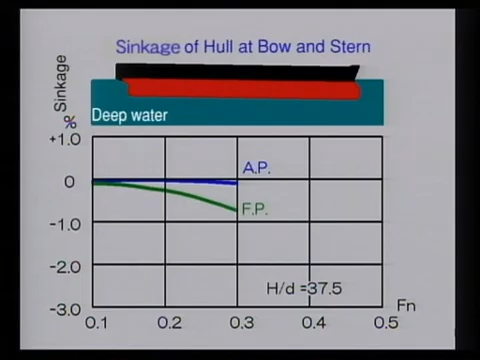 Sinkage of Hull at Bow and Stern
Sinkage
%
Deep water
+1.0
0
-1.0
-2.0
-3.0
A.P.
F.P.
H/d =37.5
Fn
0.1
0.2
0.3
0.4
0.5